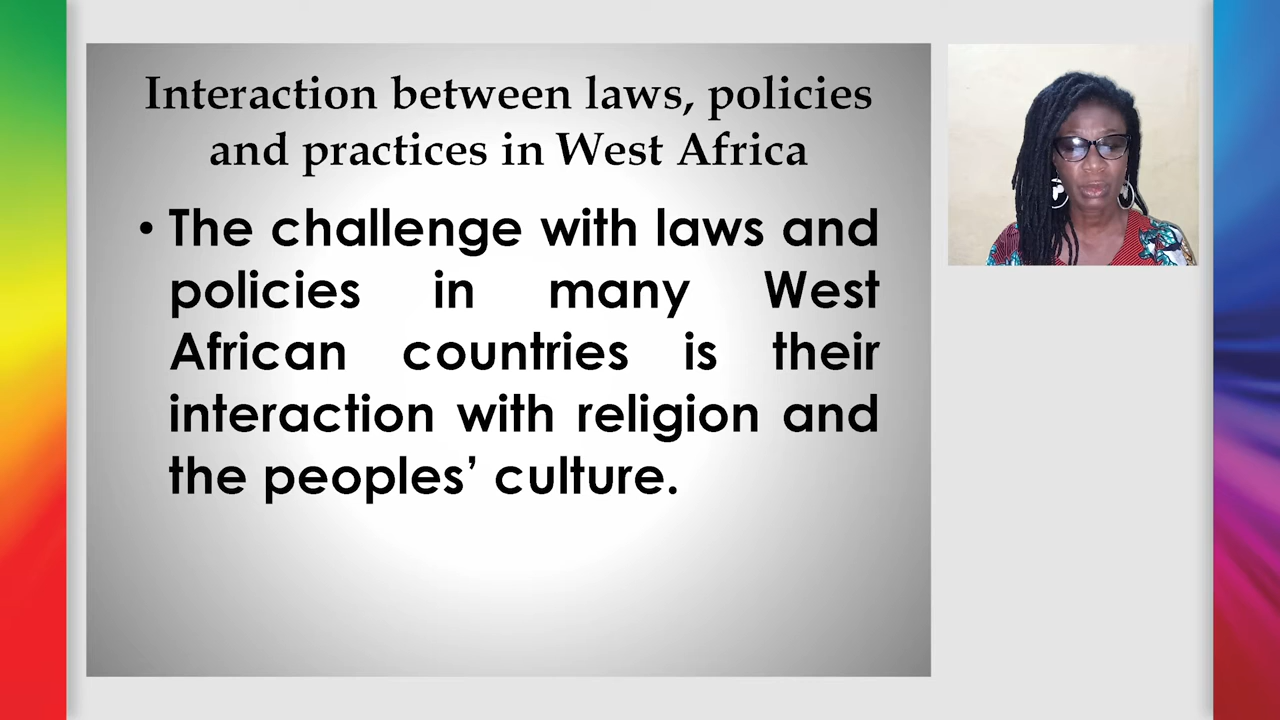 Interaction between laws, policies
and practices in West Africa
• The challenge with laws and
policies in many West
African countries is their
interaction with religion and
the peoples’ culture.